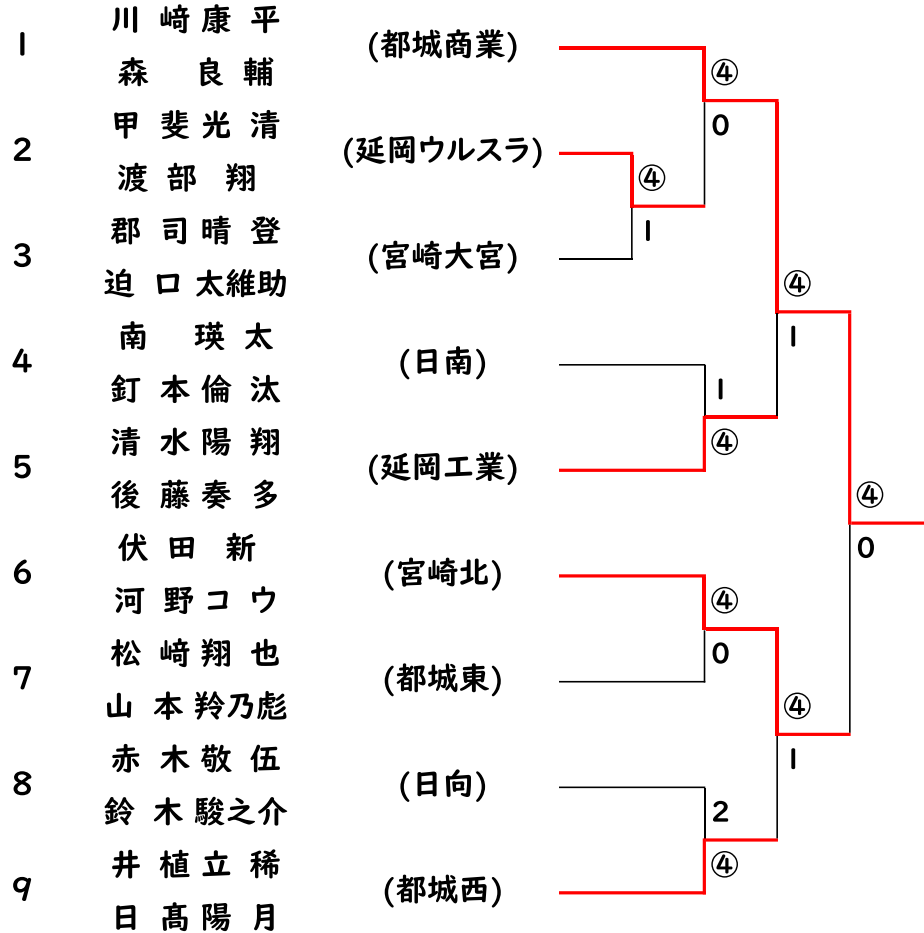 川 﨑 康 平
1 (都城商業) ④
森 良 輔
甲 斐 光 清 0
2 (延岡ウルスラ)
渡 部 翔 ④
郡 司 晴 登 1
3 (宮崎大宮)
迫 口 太維助 ④
南 瑛 太 1
4 (日南)
釘 本 倫 汰 1
清 水 陽 翔 ④
5 (延岡工業)
後 藤 奏 多 ④
伏 田 新 0
6 (宮崎北)
河 野 コ ウ ④
松 﨑 翔 也 0
7 (都城東)
山 本 羚乃彪 ④
赤 木 敬 伍 1
8 (日向)
鈴 木 駿之介 2
井 植 立 稀 ④
9 (都城西)
日 髙 陽 月